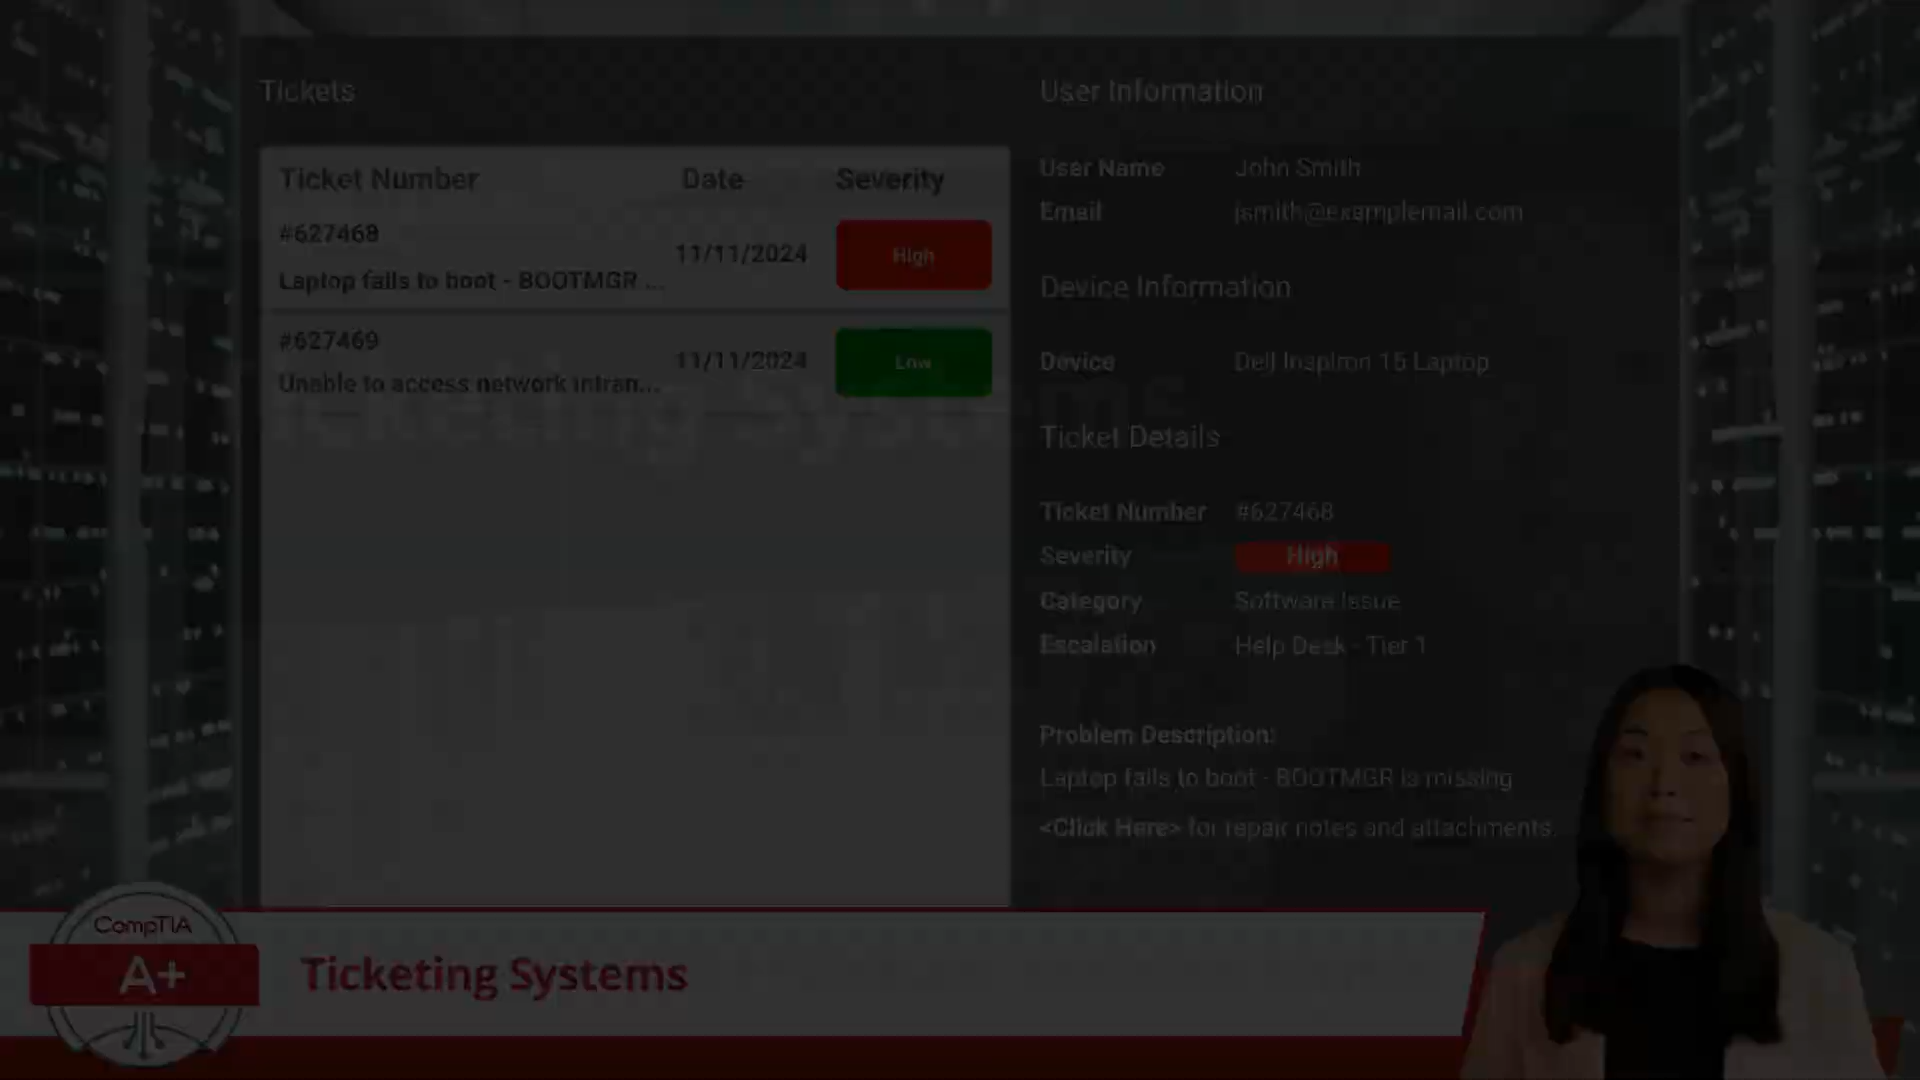 Tickets
Ticket Number Date Severity
#627468
11/11/2024 High
Laptop fails to boot - BOOTMGR ...
#627469
11/11/2024 Low
Unable to access network intran...
User Information
User Name John Smith
Email jsmith@examplemail.com
Device Information
Device Dell Inspiron 15 Laptop
Ticket Details
Ticket Number #627468
Severity High
Category Software Issue
Escalation Help Desk - Tier 1
Problem Description:
Laptop fails to boot - BOOTMGR is missing
<Click Here> for repair notes and attachments
CompTIA
A+
Ticketing Systems